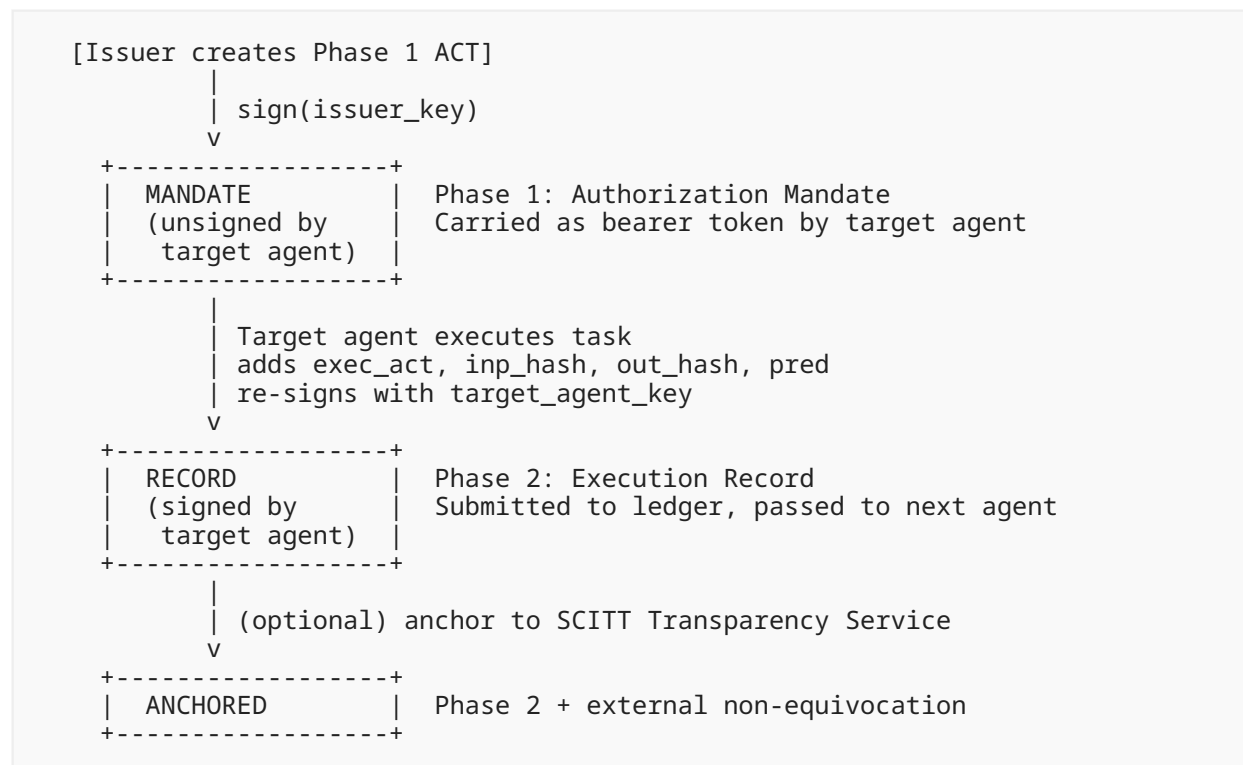 [Issuer creates Phase 1 ACT]
|
| sign(issuer_key)
v
+------------------+
| MANDATE          | Phase 1: Authorization Mandate
| (unsigned by     | Carried as bearer token by target agent
|  target agent)   |
+------------------+
|
| Target agent executes task
| adds exec_act, inp_hash, out_hash, pred
| re-signs with target_agent_key
v
+------------------+
| RECORD           | Phase 2: Execution Record
| (signed by       | Submitted to ledger, passed to next agent
|  target agent)   |
+------------------+
|
| (optional) anchor to SCITT Transparency Service
v
+------------------+
| ANCHORED         | Phase 2 + external non-equivocation
+------------------+